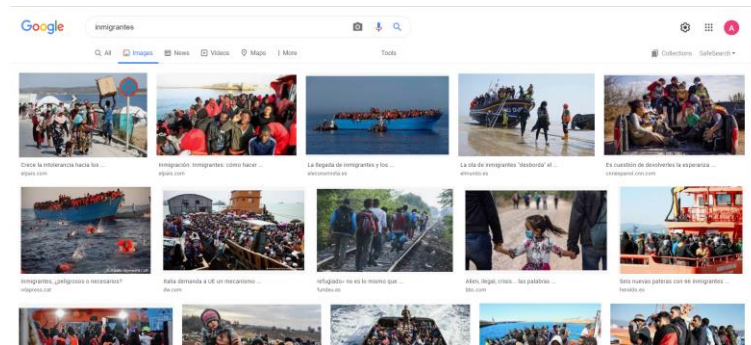 Google
inmigrantes
A
All
Images
News
Videos
Maps
More
Tools
Collections
SafeSearch
Crece la intolerancia hacia los ...
elpais.com
Inmigración: Inmigrantes: cómo hacer ...
elpais.com
La llegada de inmigrantes y los ...
eleconomista.es
La ola de inmigrantes "desborda" el ...
elmundo.es
Es cuestión de devolverles la esperanza ...
cnnespanol.cnn.com
Inmigrantes, ¿peligrosos o necesarios?
Italia demanda a UE un mecanismo ...
dw.com
refugiado» no es lo mismo que ...
fundeu.es
Alien, ilegal, crisis... las palabras ...
bbc.com
Seis nuevas pateras con 66 inmigrantes ...
heraldo.es